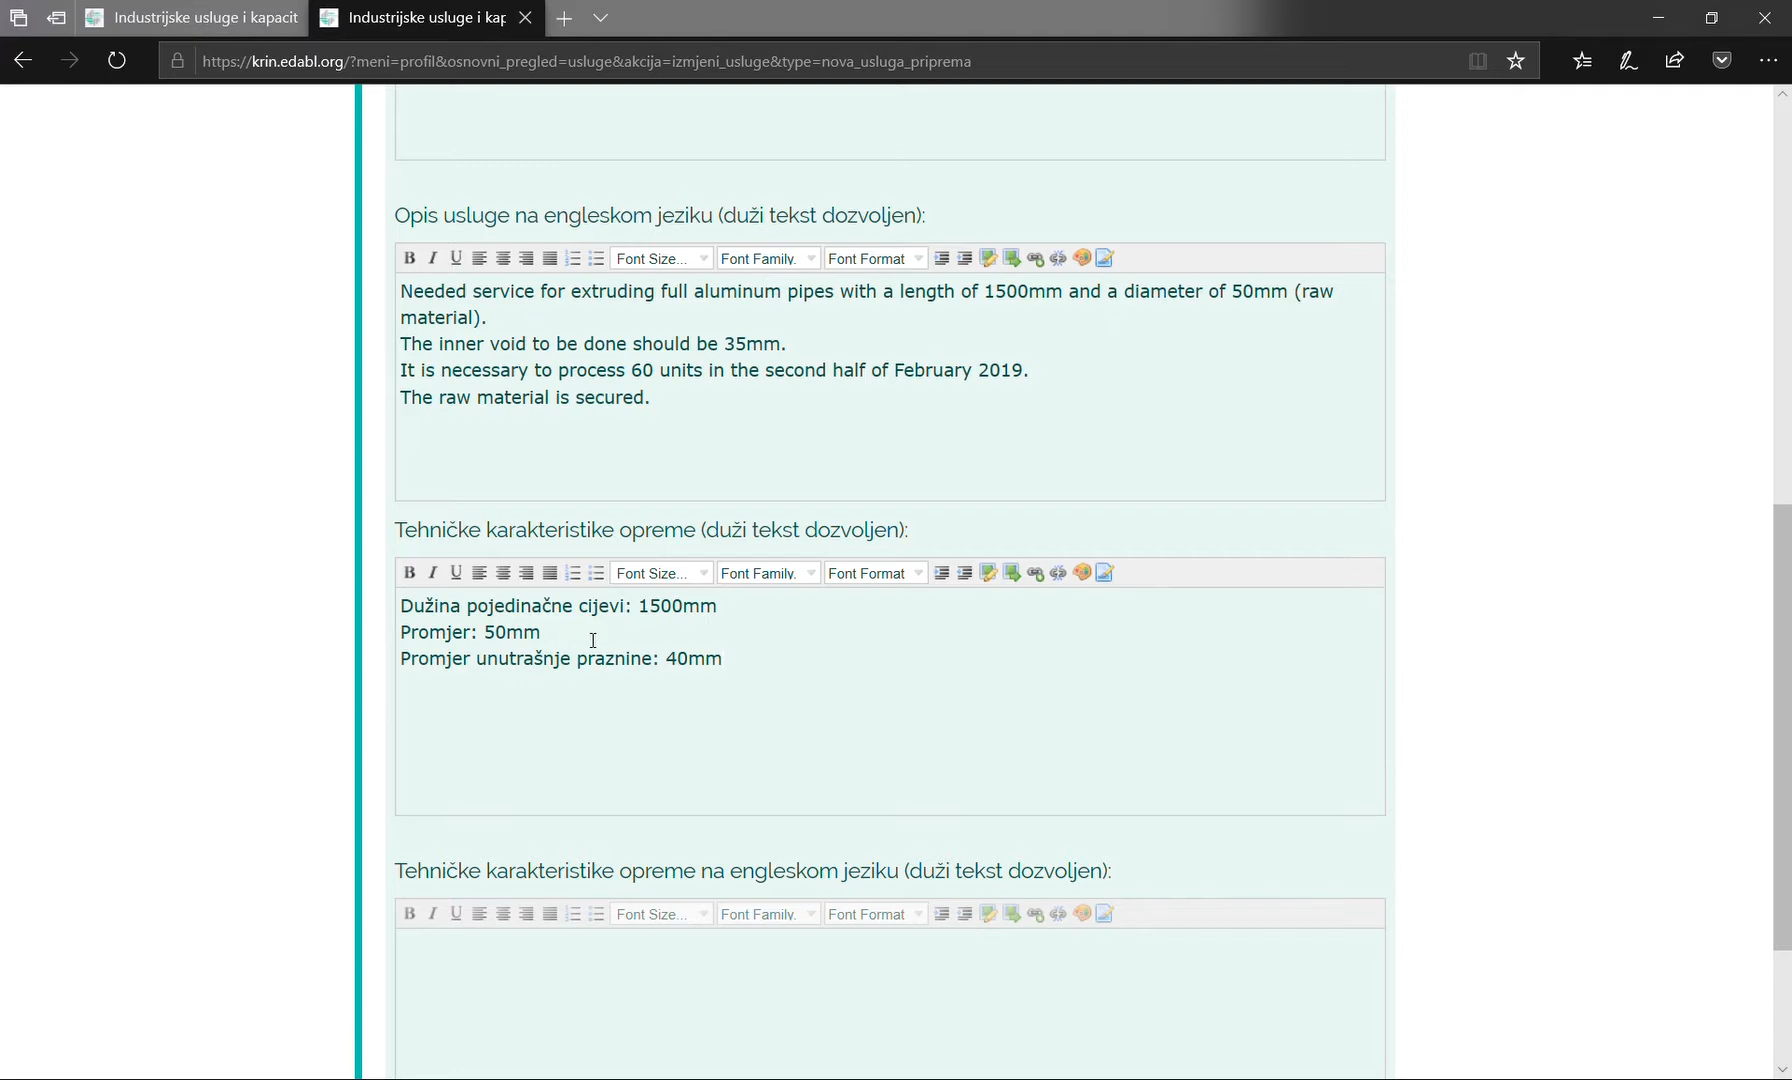 Industrijske usluge i kapacit
Industrijske usluge i kap
https://krin.edabl.org/?meni=profil&osnovni_pregled=usluge&akcija=izmjeni_usluge&type=nova_usluga_priprema
Opis usluge na engleskom jeziku (duži tekst dozvoljen):
B I U Font Size... Font Family. Font Format
Needed service for extruding full aluminum pipes with a length of 1500mm and a diameter of 50mm (raw
material).
The inner void to be done should be 35mm.
It is necessary to process 60 units in the second half of February 2019.
The raw material is secured.
Tehničke karakteristike opreme (duži tekst dozvoljen):
B I U Font Size... Font Family. Font Format
Dužina pojedinačne cijevi: 1500mm
Promjer: 50mm
Promjer unutrašnje praznine: 40mm
Tehničke karakteristike opreme na engleskom jeziku (duži tekst dozvoljen):
B I U Font Size... Font Family. Font Format